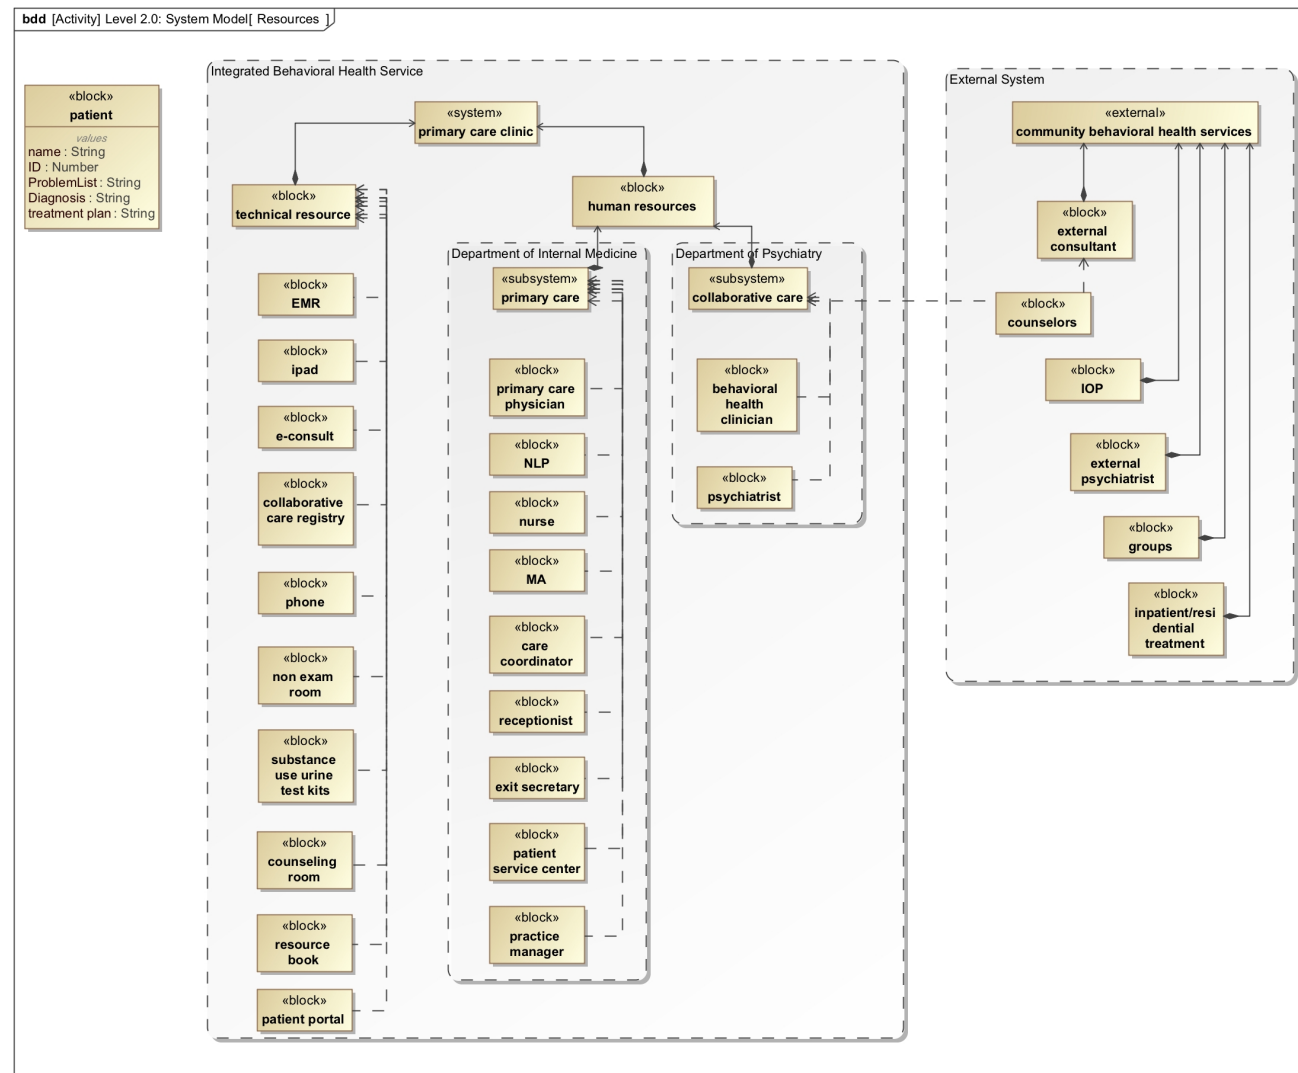 bdd [Activity] Level 2.0: System Model[ Resources ]
«block»
patient
values
name : String
ID : Number
ProblemList : String
Diagnosis : String
treatment plan : String
Integrated Behavioral Health Service
«system»
primary care clinic
«block»
technical resource
«block»
human resources
«block»
EMR
«block»
ipad
«block»
e-consult
«block»
collaborative
care registry
«block»
phone
«block»
non exam
room
«block»
substance
use urine
test kits
«block»
counseling
room
«block»
resource
book
«block»
patient portal
Department of Internal Medicine
«subsystem»
primary care
«block»
primary care
physician
«block»
NLP
«block»
nurse
«block»
MA
«block»
care
coordinator
«block»
receptionist
«block»
exit secretary
«block»
patient
service center
«block»
practice
manager
Department of Psychiatry
«subsystem»
collaborative care
«block»
behavioral
health
clinician
«block»
psychiatrist
External System
«external»
community behavioral health services
«block»
external
consultant
«block»
counselors
«block»
IOP
«block»
external
psychiatrist
«block»
groups
«block»
inpatient/resi
dential
treatment